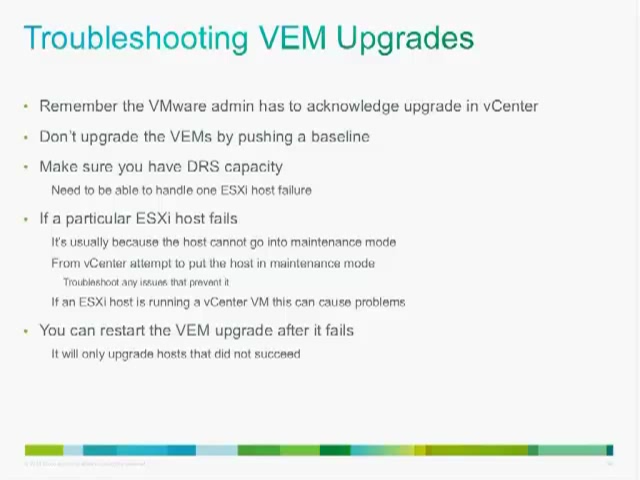 Troubleshooting VEM Upgrades
• Remember the VMware admin has to acknowledge upgrade in vCenter
• Don't upgrade the VEMs by pushing a baseline
• Make sure you have DRS capacity
Need to be able to handle one ESXi host failure
• If a particular ESXi host fails
It's usually because the host cannot go into maintenance mode
From vCenter attempt to put the host in maintenance mode
Troubleshoot any issues that prevent it
If an ESXi host is running a vCenter VM this can cause problems
• You can restart the VEM upgrade after it fails
It will only upgrade hosts that did not succeed